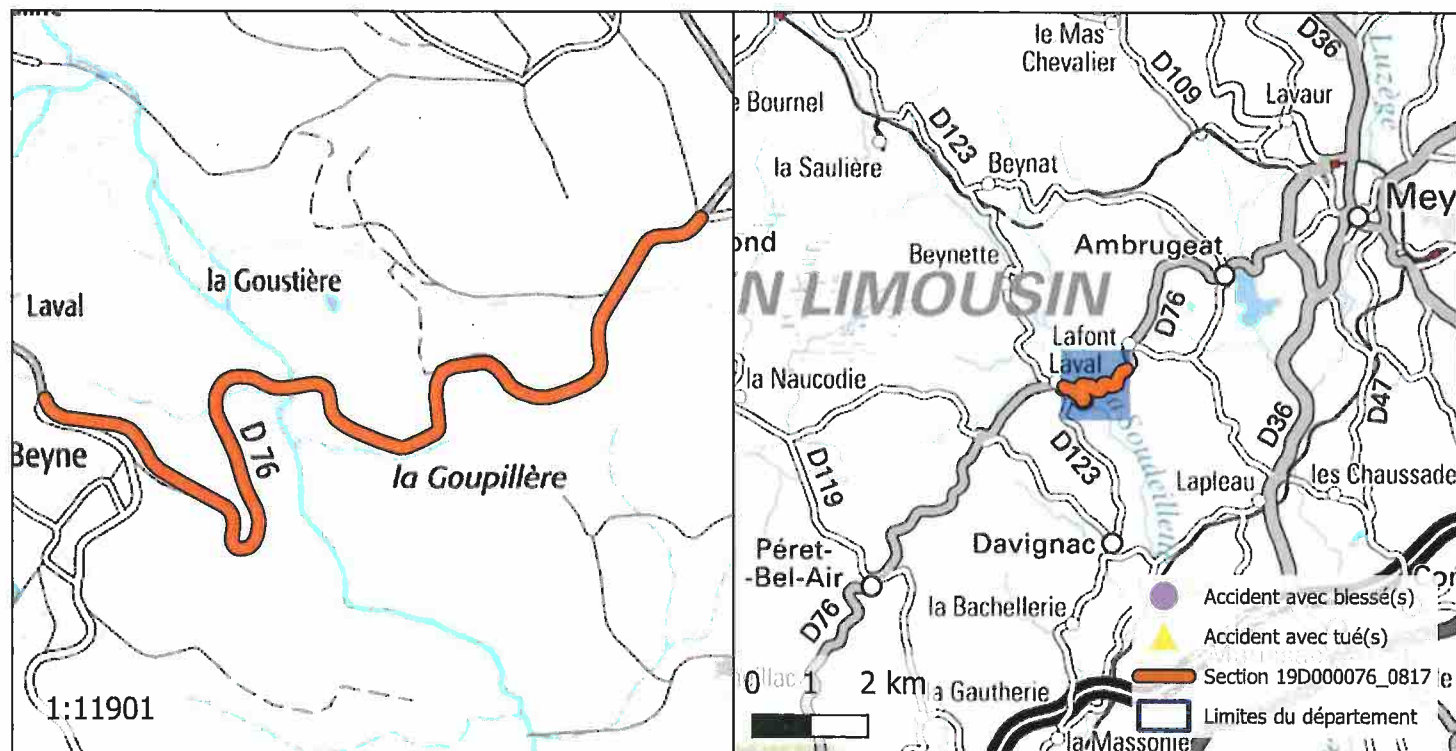 la Goustière
Laval
D 76
Beyne
la Goupillère
1:11901
le Mas
Chevalier
D36
Luzège
D109
Lavaur
Bournel
D123
la Saulière
Beynat
Mey
ond
Ambrugeat
Beynette
N LIMOUSIN
D76
Lafont
Laval
la Naucodie
D36
D47
D123
D119
Lapleau
les Chaussade
Péret-
-Bel-Air
Davignac
D76
la Bachellerie
Accident avec blessé(s)
Accident avec tué(s)
Section 19D000076_0817
Limites du département
0 1 2 km
a Gautherie
la Massonie